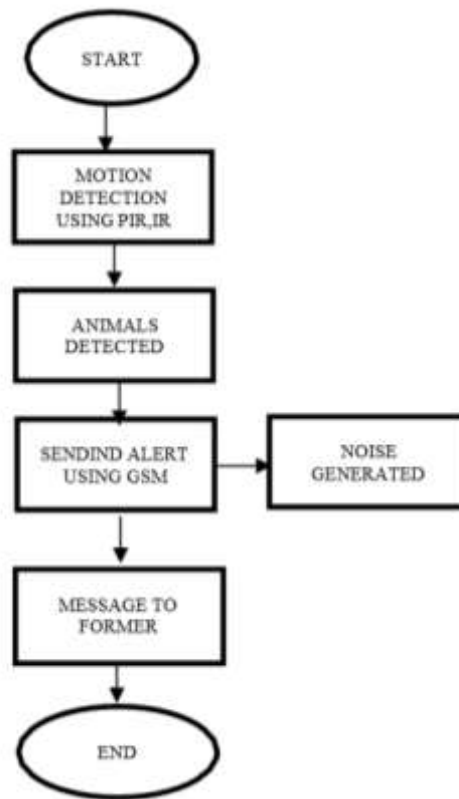 START
MOTION
DETECTION
USING PIR,IR
ANIMALS
DETECTED
SENDIND ALERT
USING GSM
NOISE
GENERATED
MESSAGE TO
FORMER
END